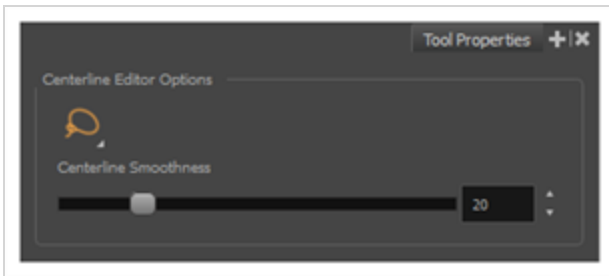 Tool Properties
Centerline Editor Options
Centerline Smoothness
20